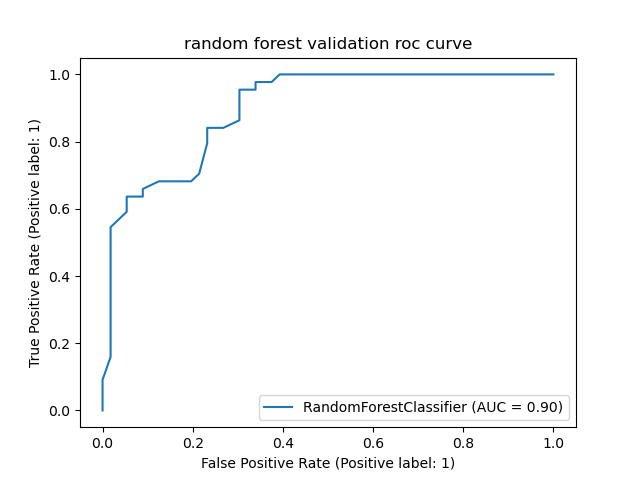 random forest validation roc curve
1.0
0.8
0.6
0.4
0.2
0.0
True Positive Rate (Positive label: 1)
RandomForestClassifier (AUC = 0.90)
0.0 0.2 0.4 0.6 0.8 1.0
False Positive Rate (Positive label: 1)